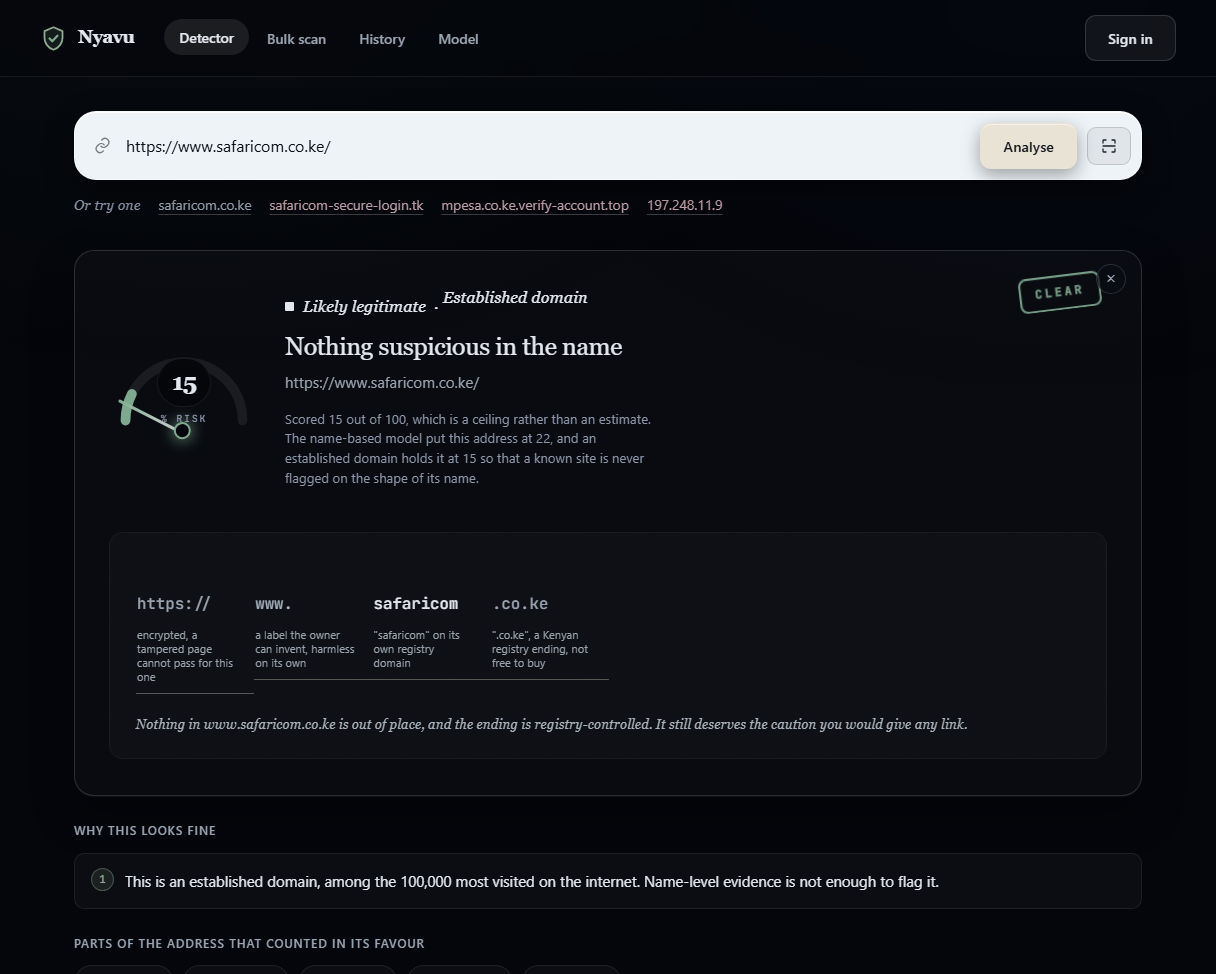 Nyavu
Detector
Bulk scan
History
Model
Sign in
https://www.safaricom.co.ke/
Analyse
Or try one safaricom.co.ke safaricom-secure-login.tk mpesa.co.ke.verify-account.top 197.248.11.9
CLEAR
Likely legitimate · Established domain
Nothing suspicious in the name
https://www.safaricom.co.ke/
15
% RISK
Scored 15 out of 100, which is a ceiling rather than an estimate.
The name-based model put this address at 22, and an
established domain holds it at 15 so that a known site is never
flagged on the shape of its name.
https://
encrypted, a
tampered page
cannot pass for this
one
www.
a label the owner
can invent, harmless
on its own
safaricom
"safaricom" on its
own registry
domain
.co.ke
".co.ke", a Kenyan
registry ending, not
free to buy
Nothing in www.safaricom.co.ke is out of place, and the ending is registry-controlled. It still deserves the caution you would give any link.
WHY THIS LOOKS FINE
1 This is an established domain, among the 100,000 most visited on the internet. Name-level evidence is not enough to flag it.
PARTS OF THE ADDRESS THAT COUNTED IN ITS FAVOUR